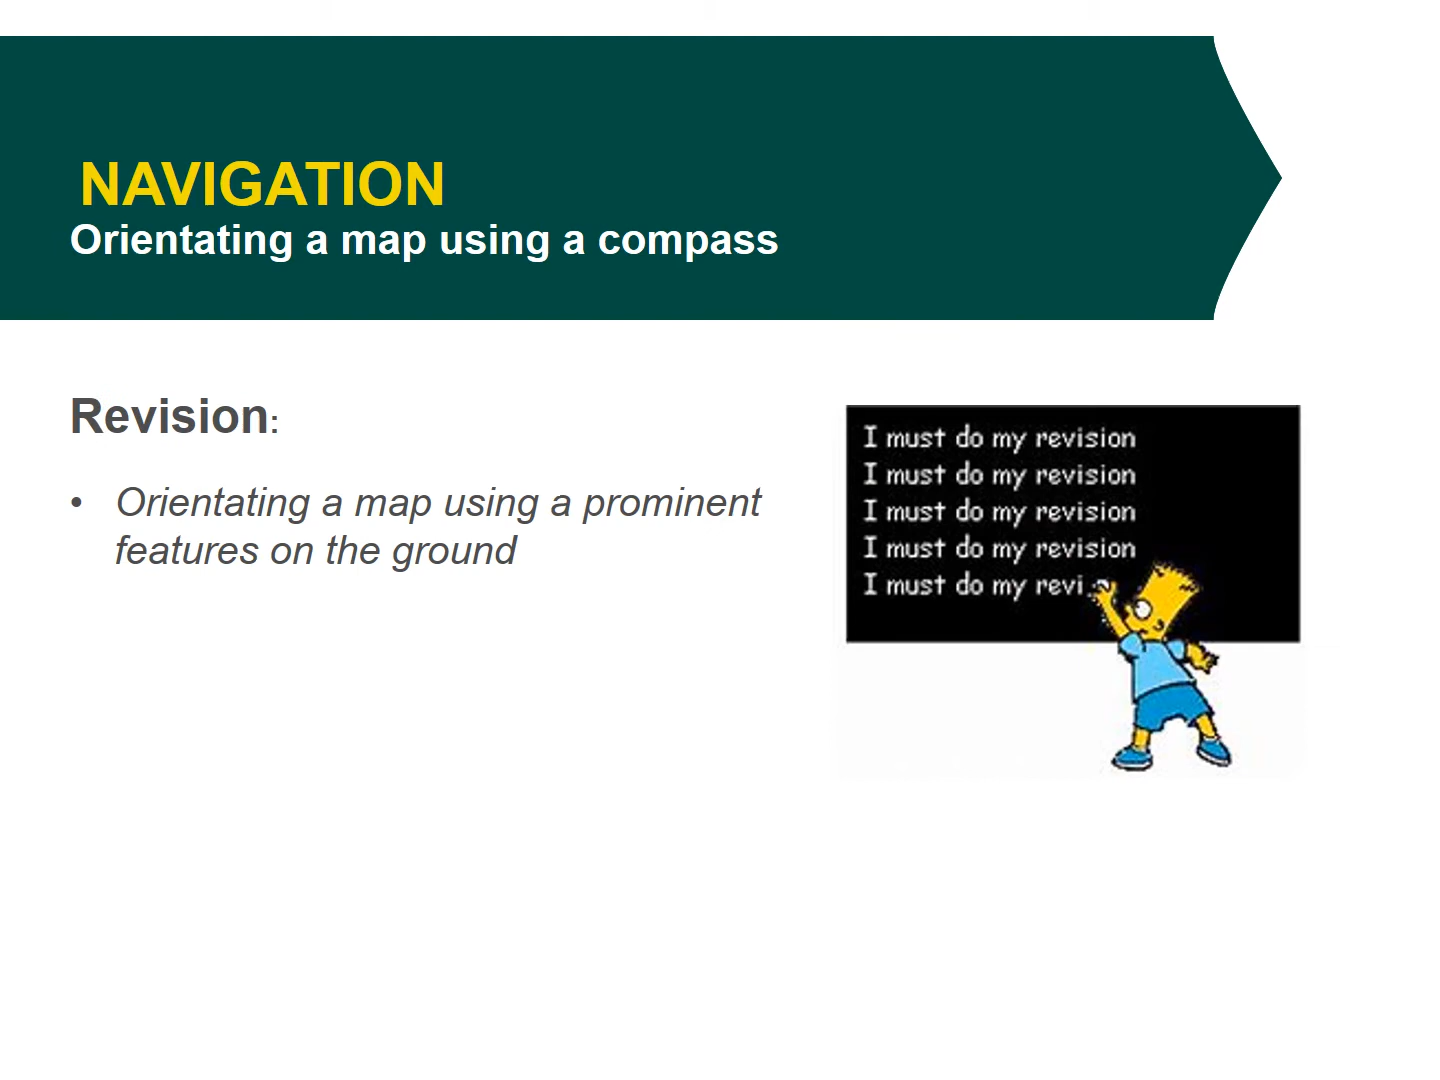 NAVIGATION
Orientating a map using a compass
Revision:
• Orientating a map using a prominent
features on the ground
I must do my revision
I must do my revision
I must do my revision
I must do my revision
I must do my revi